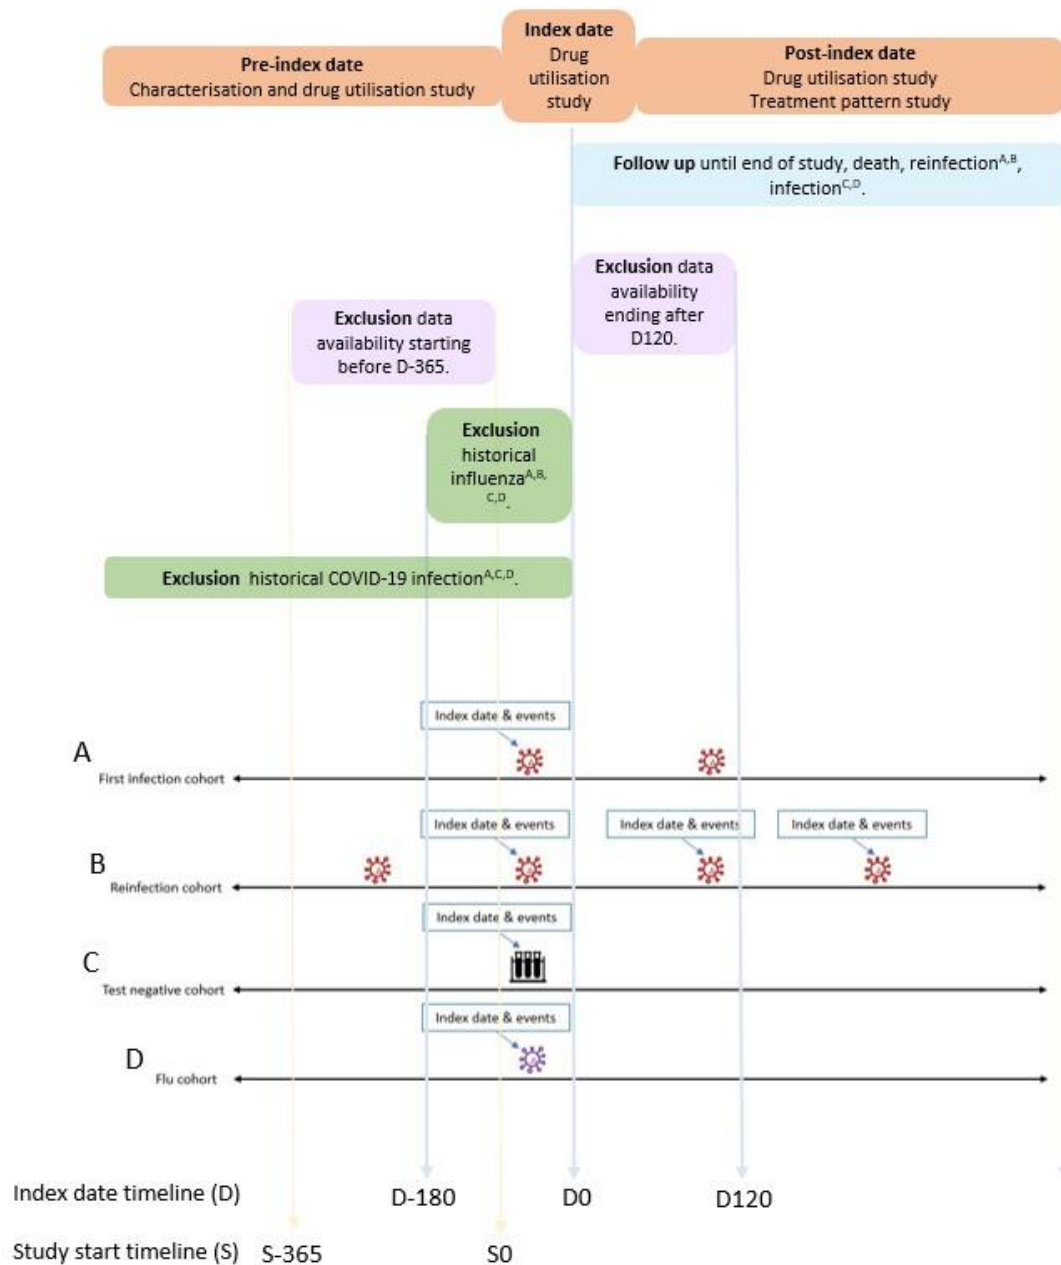 Pre-index date
Characterisation and drug utilisation study
Index date
Drug
utilisation
study
Post-index date
Drug utilisation study
Treatment pattern study
Follow up until end of study, death, reinfectionA,B,
infectionC,D.
Exclusion data
availability
ending after
D120.
Exclusion data
availability starting
before D-365.
Exclusion
historical
influenzaA,B,
C,D.
Exclusion historical COVID-19 infectionA,C,D.
Index date & events
A
First infection cohort
Index date & events
Index date & events
Index date & events
B
Reinfection cohort
Index date & events
C
Test negative cohort
Index date & events
D
Flu cohort
Index date timeline (D)
D-180
D0
D120
Study start timeline (S)
S-365
S0